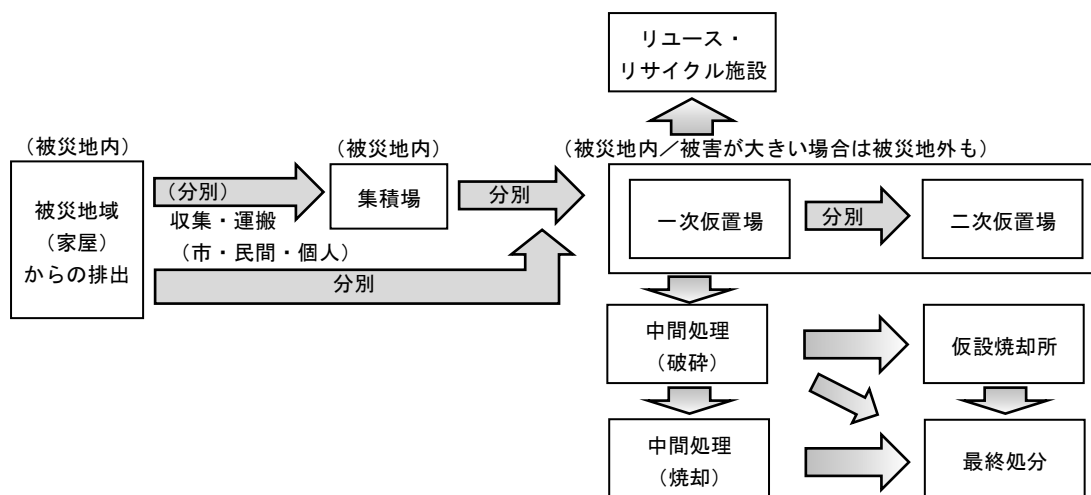 リユース・
リサイクル施設
（被災地内）
（被災地内）
（被災地内／被害が大きい場合は被災地外も）
被災地域
（家屋）
からの排出
（分別）
収集・運搬
（市・民間・個人）
分別
集積場
分別
一次仮置場
分別
二次仮置場
中間処理
（破砕）
仮設焼却所
中間処理
（焼却）
最終処分